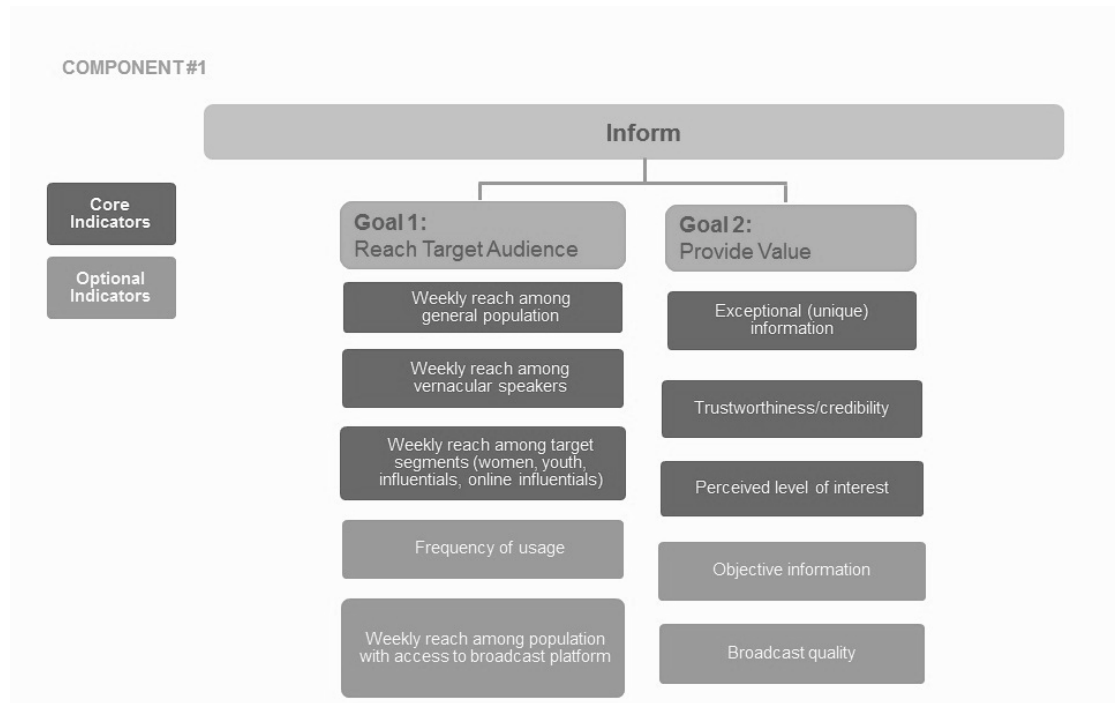 COMPONENT#1
Inform
Core
Indicators
Optional
Indicators
Goal 1:
Reach Target Audience
Weekly reach among
general population
Weekly reach among
vernacular speakers
Weekly reach among target
segments (women, youth,
influentials, online influentials)
Frequency of usage
Weekly reach among population
with access to broadcast platform
Goal 2:
Provide Value
Exceptional (unique)
information
Trustworthiness/credibility
Perceived level of interest
Objective information
Broadcast quality